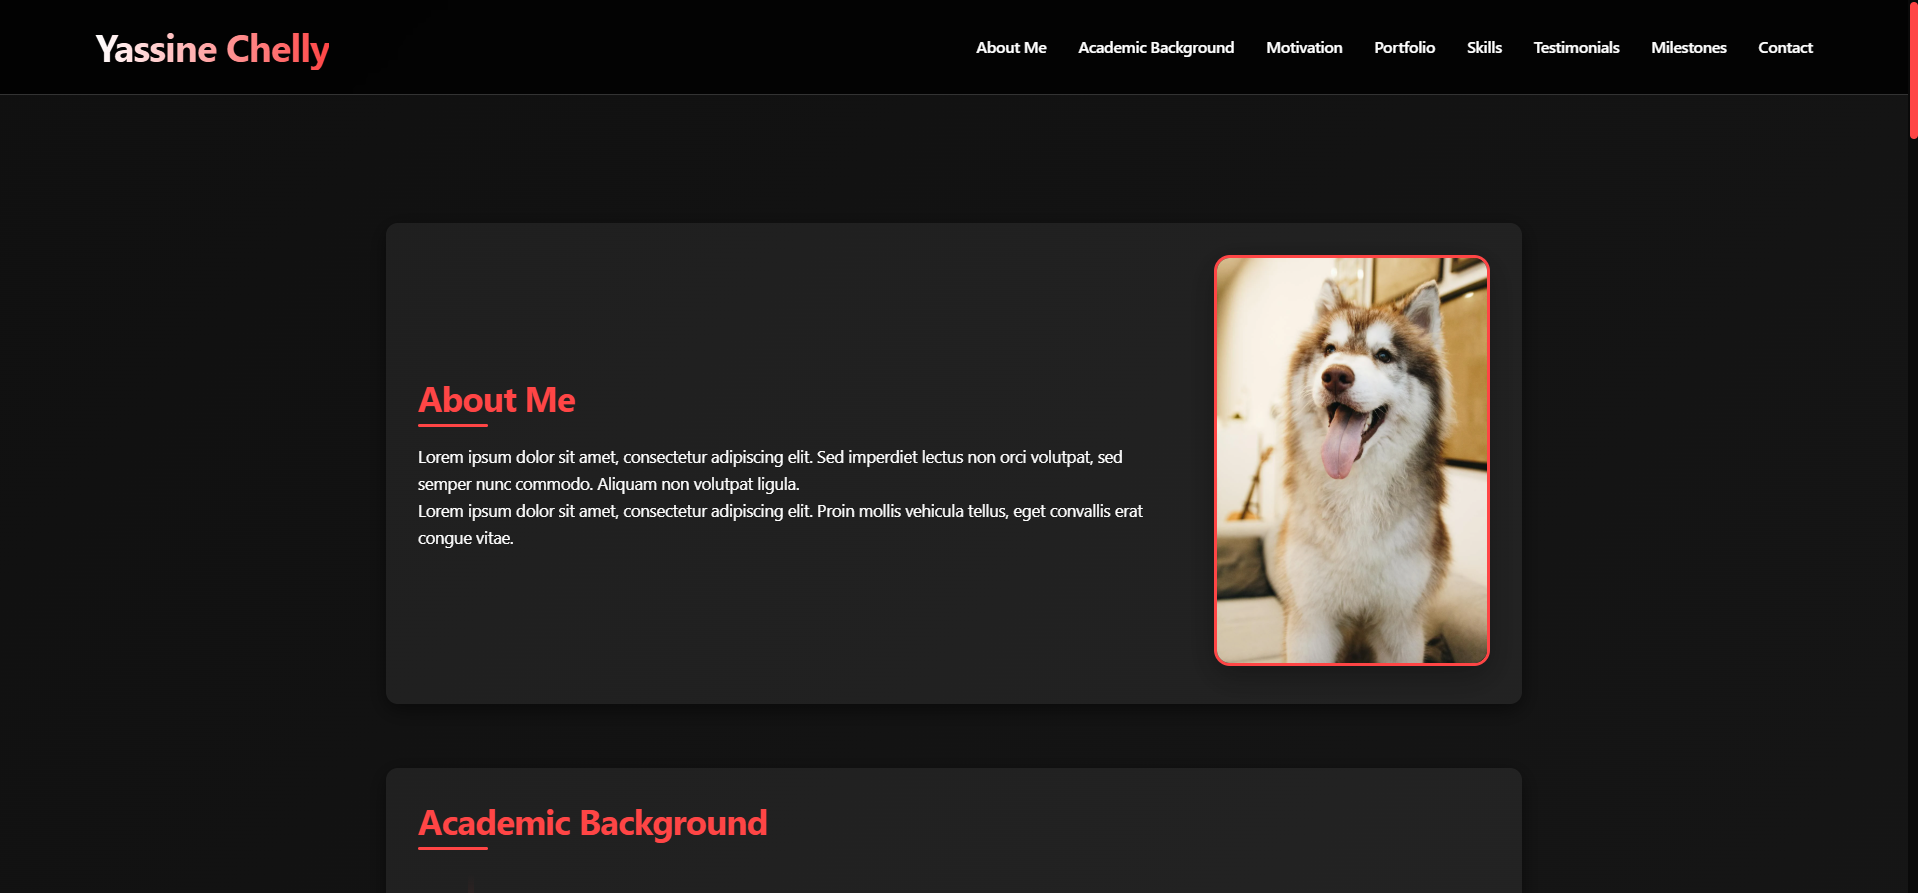 Yassine Chelly
About Me
Academic Background
Motivation
Portfolio
Skills
Testimonials
Milestones
Contact
About Me
Lorem ipsum dolor sit amet, consectetur adipiscing elit. Sed imperdiet lectus non orci volutpat, sed
semper nunc commodo. Aliquam non volutpat ligula.
Lorem ipsum dolor sit amet, consectetur adipiscing elit. Proin mollis vehicula tellus, eget convallis erat
congue vitae.
Academic Background